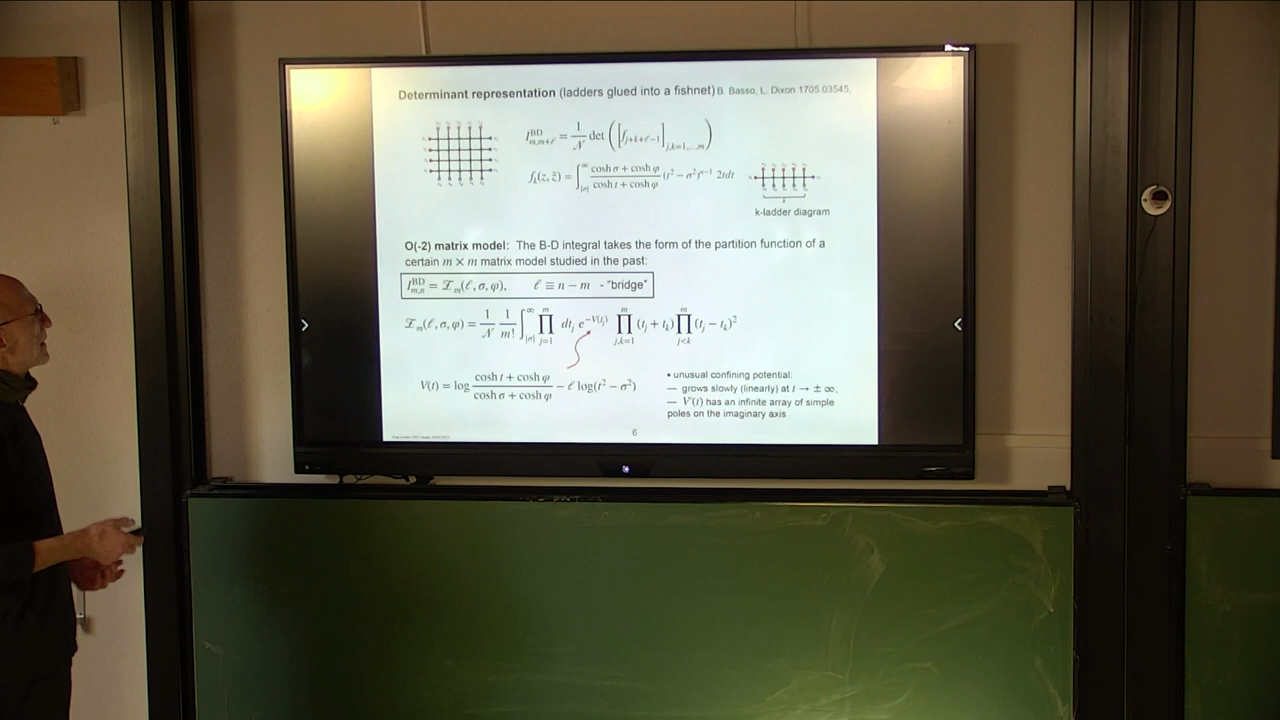 Determinant representation (ladders glued into a fishnet) B. Basso, L. Dixon 1705.03545,
I^{BD}_{m,m+ℓ} = 1/𝒩 det ( [ f_{j+k+ℓ−1} ]_{j,k=1,...,m} )
f_k(z, z̄) = ∫_{|σ|}^∞ (cosh σ + cosh φ)/(cosh t + cosh φ) (t² − σ²)^{n−1} 2tdt
k-ladder diagram
O(-2) matrix model: The B-D integral takes the form of the partition function of a
certain m × m matrix model studied in the past:
I^{BD}_{m,n} = 𝒵_m(ℓ, σ, φ), ℓ ≡ n − m - "bridge"
𝒵_m(ℓ, σ, φ) = 1/𝒩 1/m! ∫_{|σ|}^∞ ∏_{j=1}^m dt_j e^{−V(t_j)} ∏_{j,k=1}^m (t_j + t_k) ∏_{j<k}^m (t_j − t_k)²
V(t) = log (cosh t + cosh φ)/(cosh σ + cosh φ) − ℓ log(t² − σ²)
• unusual confining potential:
— grows slowly (linearly) at t → ± ∞,
— V'(t) has an infinite array of simple
poles on the imaginary axis
6